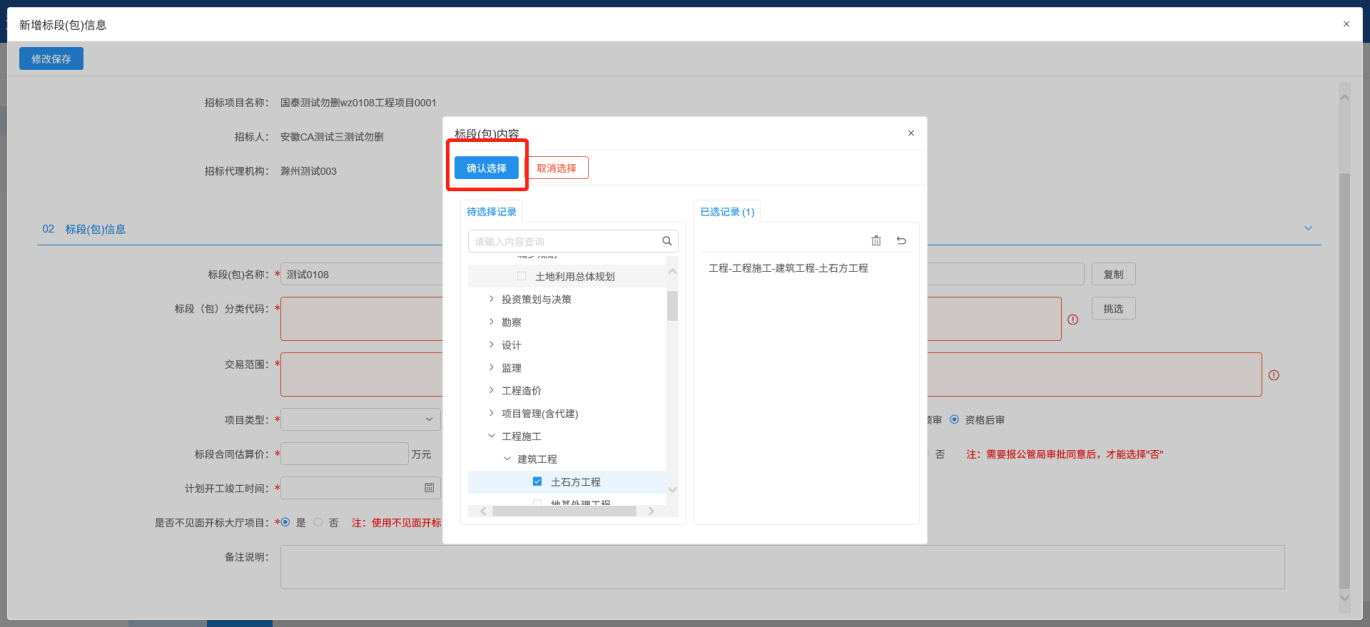 新增标段(包)信息
×
修改保存
招标项目名称： 国泰测试勿删wz0108工程项目0001
招标人： 安徽CA测试三测试勿删
招标代理机构： 滁州测试003
02 标段(包)信息
标段(包)名称：* 测试0108
复制
标段（包）分类代码：*
挑选
交易范围：*
项目类型：*
资格后审
标段合同估算价：* 万元
否 注：需要报公管局审批同意后，才能选择"否"
计划开工竣工时间：*
是否不见面开标大厅项目：* 是 否 注：使用不见面开标
备注说明：
标段(包)内容
×
确认选择 取消选择
待选择记录
请输入内容查询
土地利用总体规划
投资策划与决策
勘察
设计
监理
工程造价
项目管理(含代建)
工程施工
建筑工程
土石方工程
地基处理工程
已选记录 (1)
工程-工程施工-建筑工程-土石方工程